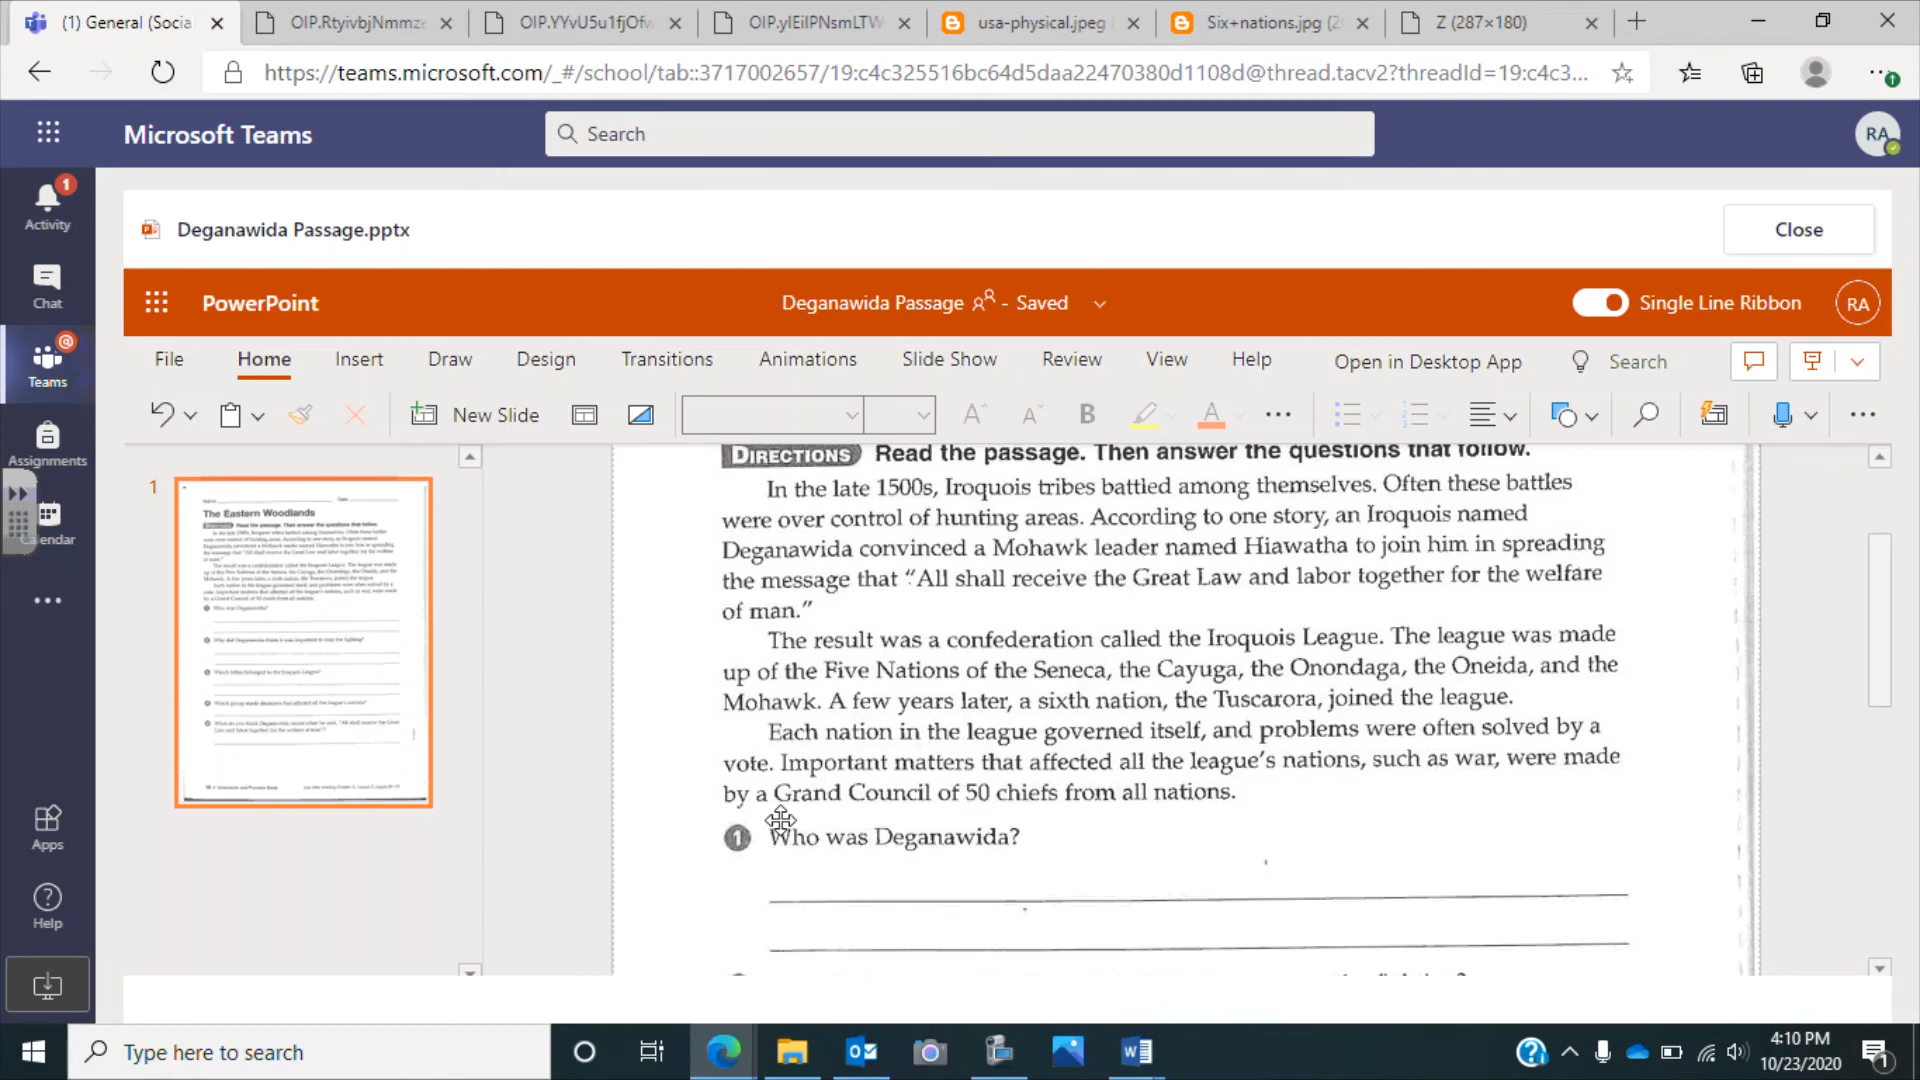 (1) General (Socia
OIP.RtyivbjNmmze
OIP.YYvU5u1fjOfw
OIP.ylEiIPNsmLTW
usa-physical.jpeg (
Six+nations.jpg (2
Z (287×180)
https://teams.microsoft.com/_#/school/tab::3717002657/19:c4c325516bc64d5daa22470380d1108d@thread.tacv2?threadId=19:c4c3...
Microsoft Teams
Search
RA
Activity
1
Chat
Teams
Assignments
Calendar
Apps
Help
Deganawida Passage.pptx
Close
PowerPoint
Deganawida Passage - Saved
Single Line Ribbon
RA
File Home Insert Draw Design Transitions Animations Slide Show Review View Help Open in Desktop App Search
New Slide
1
The Eastern Woodlands
DIRECTIONS Read the passage. Then answer the questions that follow.
In the late 1500s, Iroquois tribes battled among themselves. Often these battles
were over control of hunting areas. According to one story, an Iroquois named
Deganawida convinced a Mohawk leader named Hiawatha to join him in spreading
the message that “All shall receive the Great Law and labor together for the welfare
of man.”
The result was a confederation called the Iroquois League. The league was made
up of the Five Nations of the Seneca, the Cayuga, the Onondaga, the Oneida, and the
Mohawk. A few years later, a sixth nation, the Tuscarora, joined the league.
Each nation in the league governed itself, and problems were often solved by a
vote. Important matters that affected all the league’s nations, such as war, were made
by a Grand Council of 50 chiefs from all nations.
1 Who was Deganawida?
Type here to search
4:10 PM
10/23/2020
1